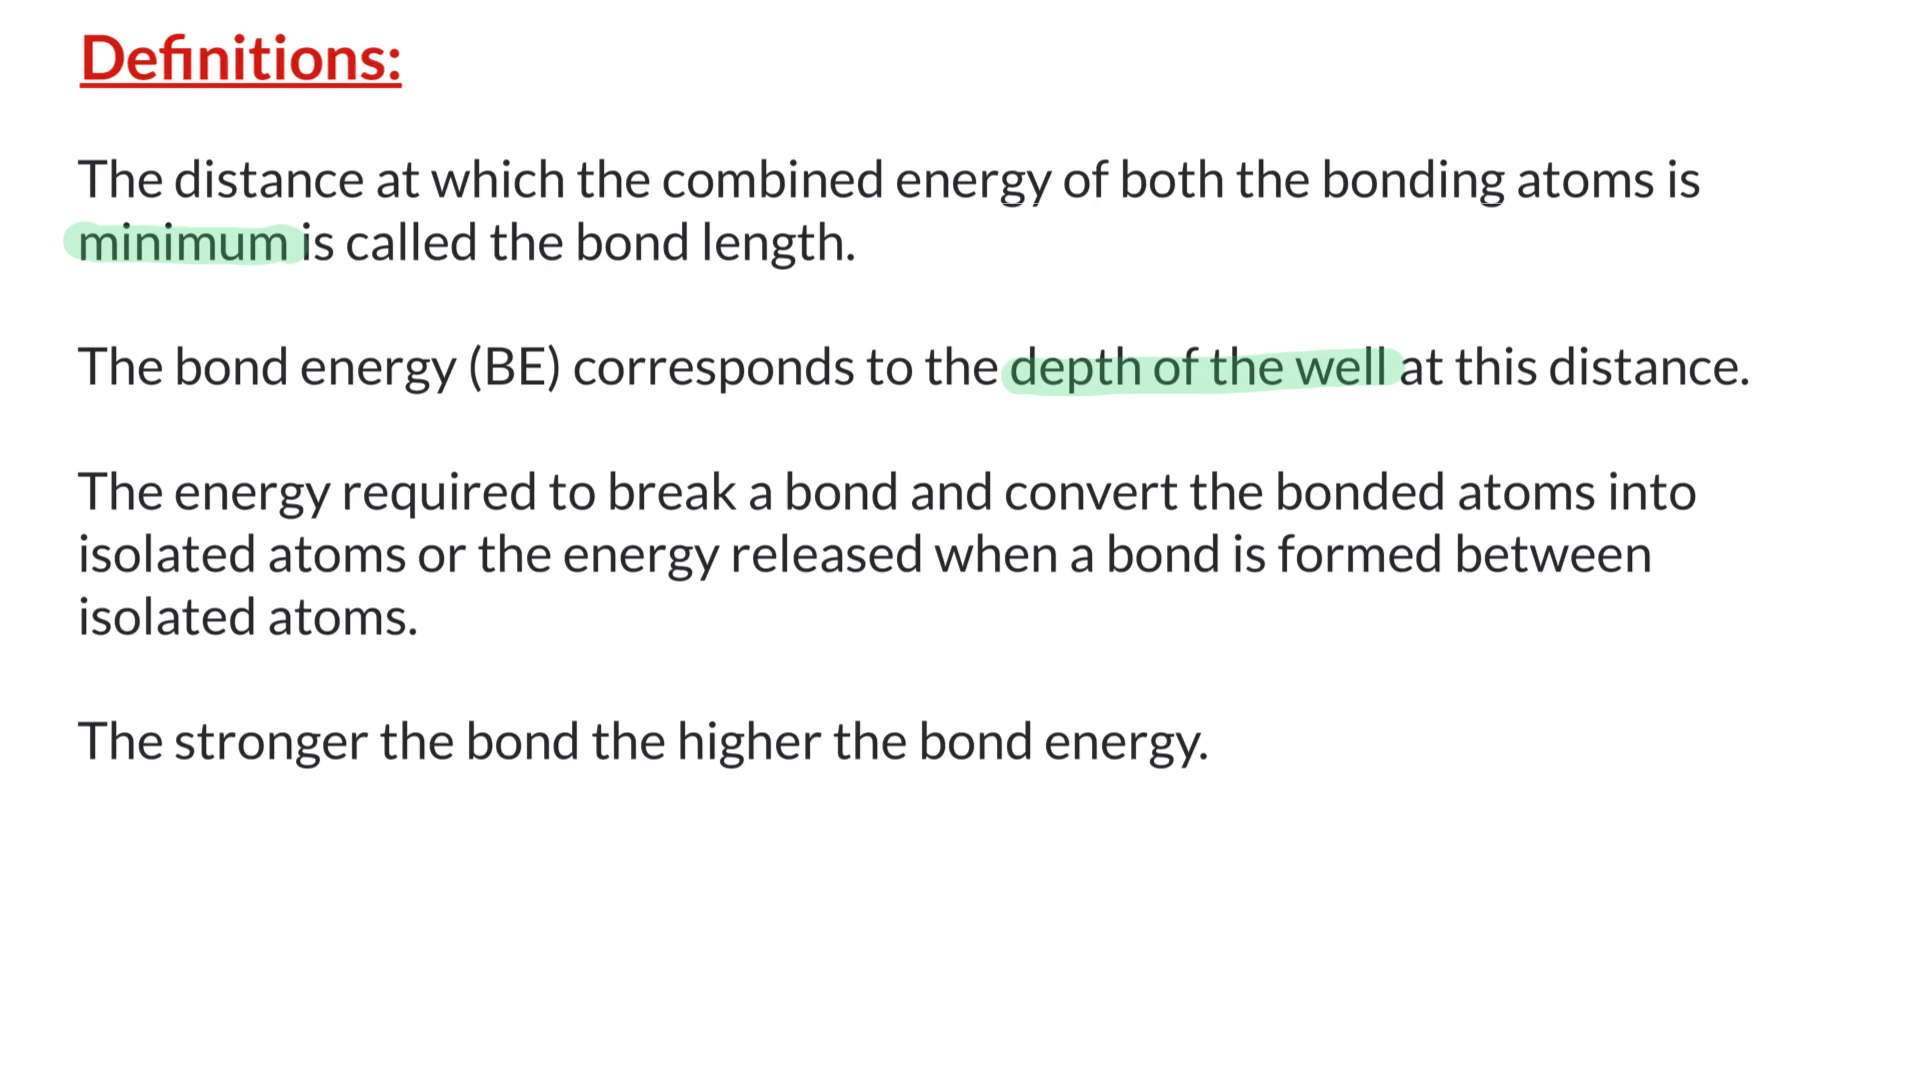 Definitions:
The distance at which the combined energy of both the bonding atoms is
minimum is called the bond length.
The bond energy (BE) corresponds to the depth of the well at this distance.
The energy required to break a bond and convert the bonded atoms into
isolated atoms or the energy released when a bond is formed between
isolated atoms.
The stronger the bond the higher the bond energy.